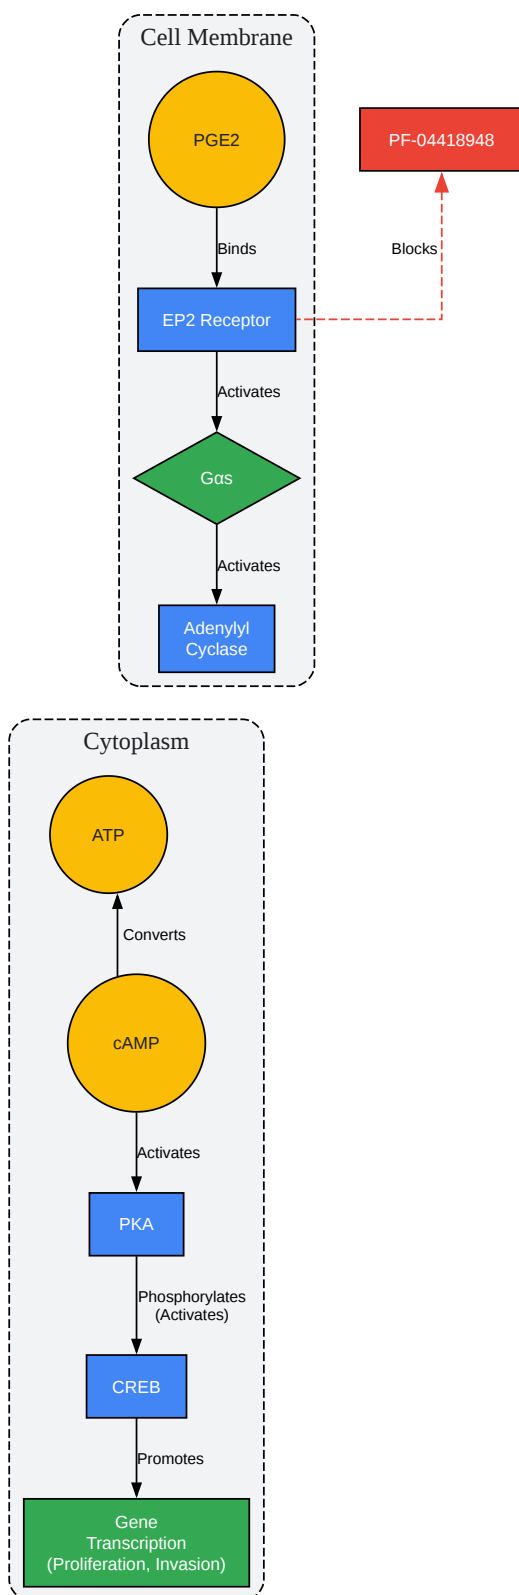 Cell Membrane
PGE2
PF-04418948
Binds
Blocks
EP2 Receptor
Activates
Gαs
Activates
Adenylyl
Cyclase
Cytoplasm
ATP
Converts
cAMP
Activates
PKA
Phosphorylates
(Activates)
CREB
Promotes
Gene
Transcription
(Proliferation, Invasion)